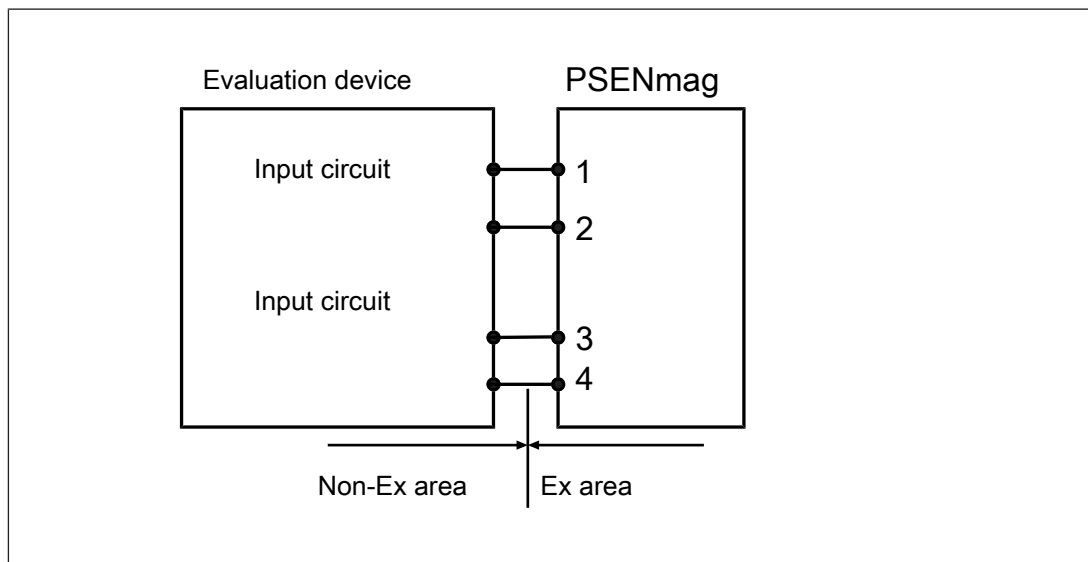 Evaluation device
PSENmag
Input circuit
1
2
Input circuit
3
4
Non-Ex area
Ex area